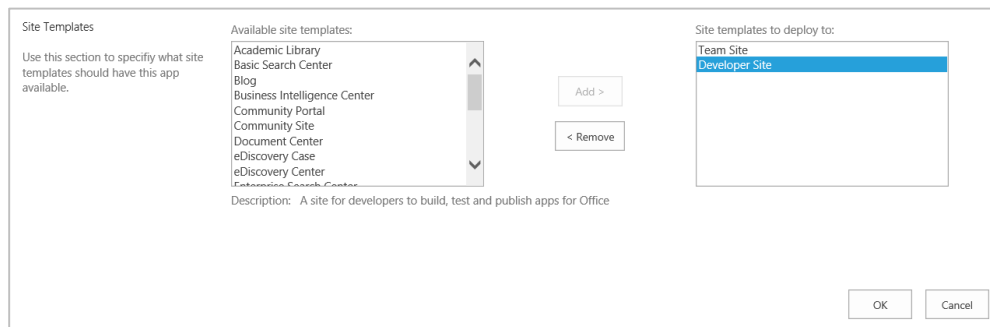 Site Templates
Use this section to specifiy what site
templates should have this app
available.
Available site templates:
Academic Library
Basic Search Center
Blog
Business Intelligence Center
Community Portal
Community Site
Document Center
eDiscovery Case
eDiscovery Center
Enterprise Search Center
Description: A site for developers to build, test and publish apps for Office
Add >
< Remove
Site templates to deploy to:
Team Site
Developer Site
OK
Cancel